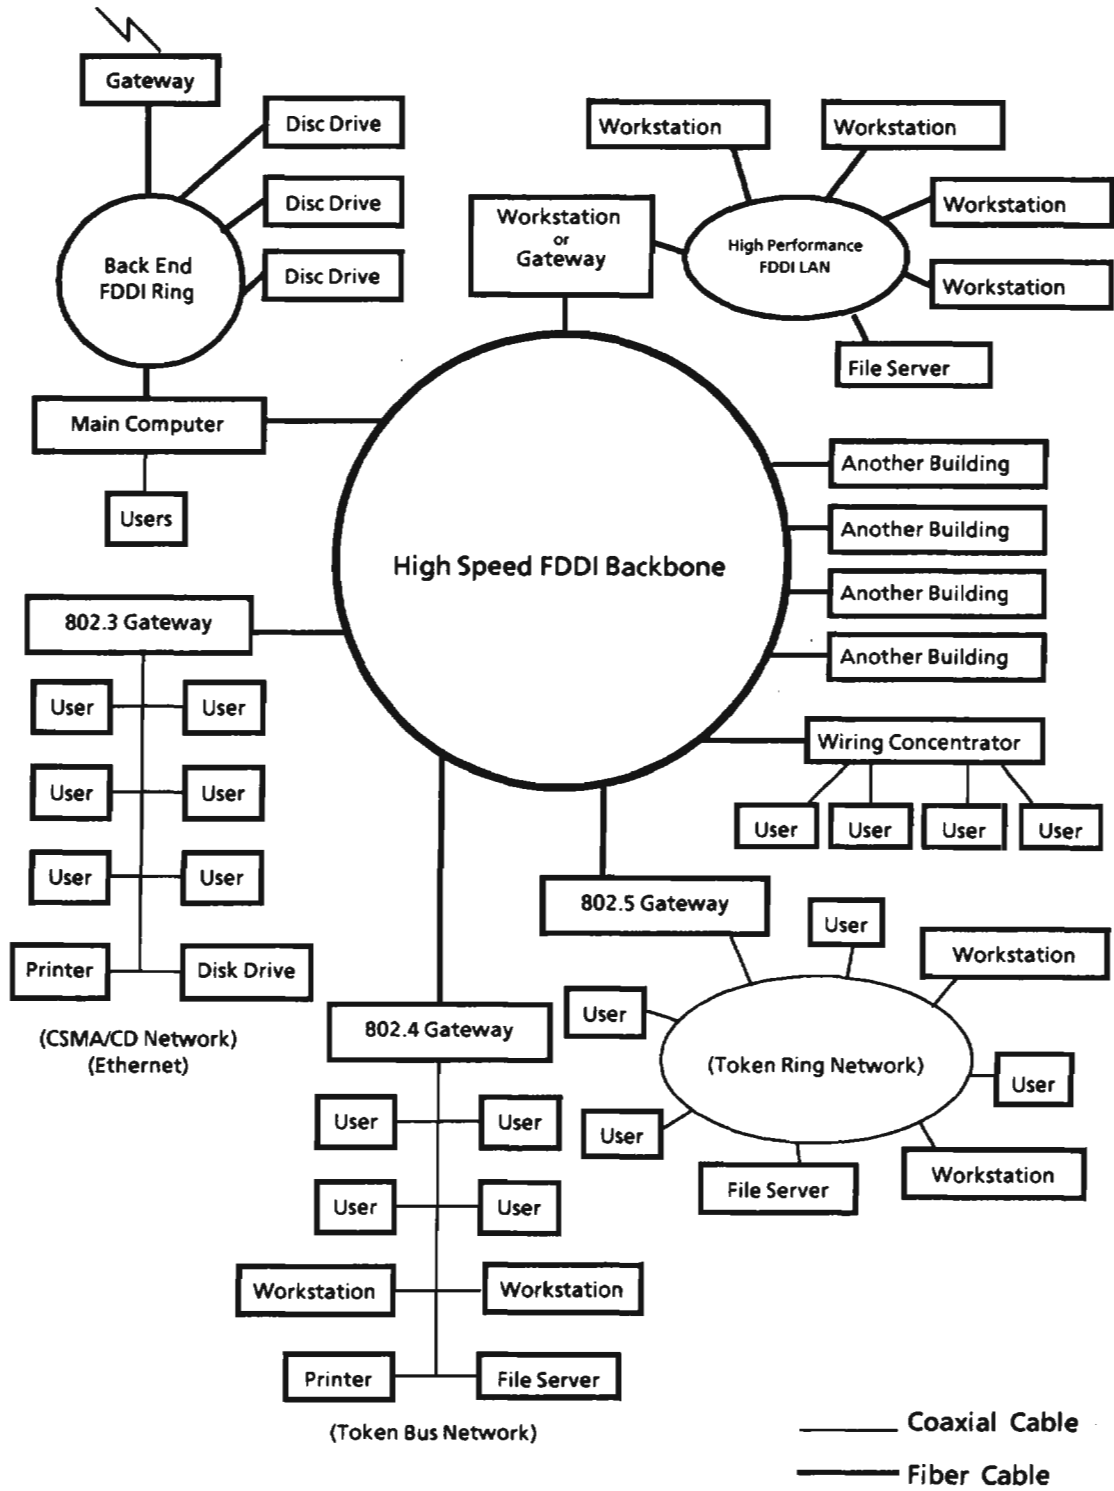 Gateway
Disc Drive
Disc Drive
Disc Drive
Back End
FDDI Ring
Main Computer
Users
Workstation
Workstation
Workstation
Workstation
Workstation
or
Gateway
High Performance
FDDI LAN
File Server
High Speed FDDI Backbone
Another Building
Another Building
Another Building
Another Building
Wiring Concentrator
User
User
User
User
802.3 Gateway
User
User
User
User
User
User
Printer
Disk Drive
(CSMA/CD Network)
(Ethernet)
802.4 Gateway
User
User
User
User
Workstation
Workstation
Printer
File Server
(Token Bus Network)
802.5 Gateway
User
Workstation
User
(Token Ring Network)
User
User
Workstation
File Server
Coaxial Cable
Fiber Cable